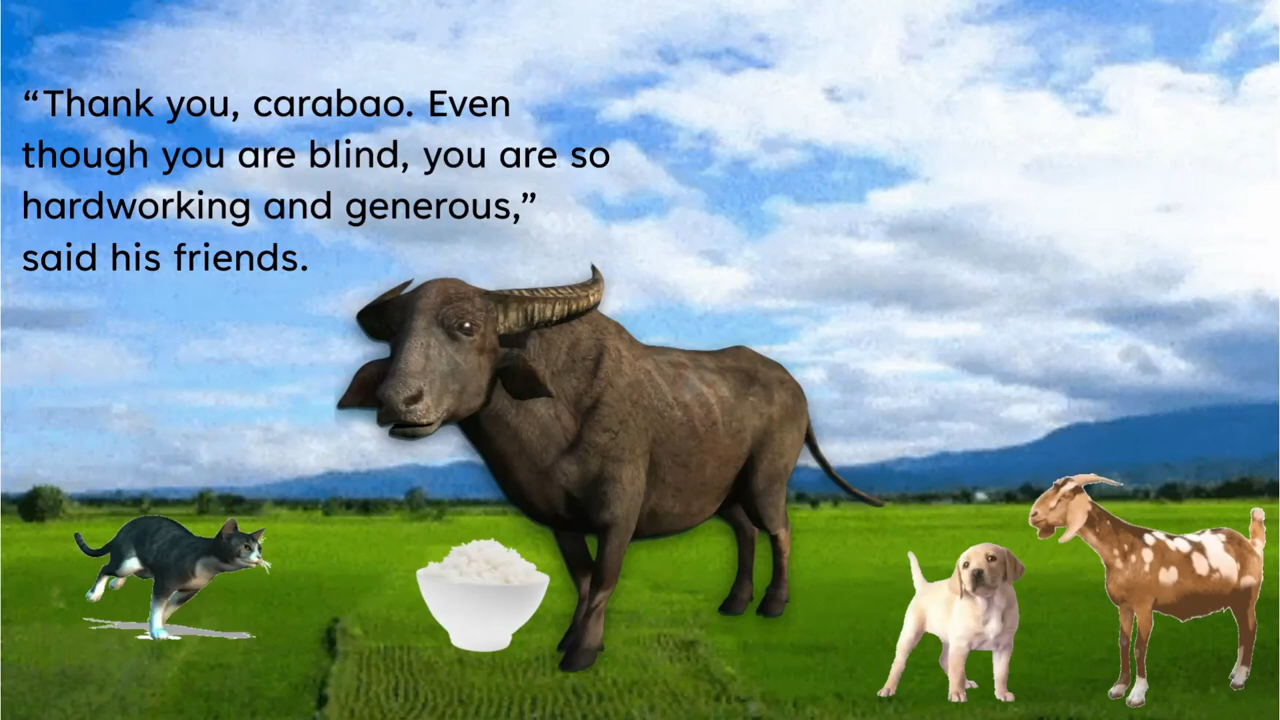 “Thank you, carabao. Even
though you are blind, you are so
hardworking and generous,”
said his friends.